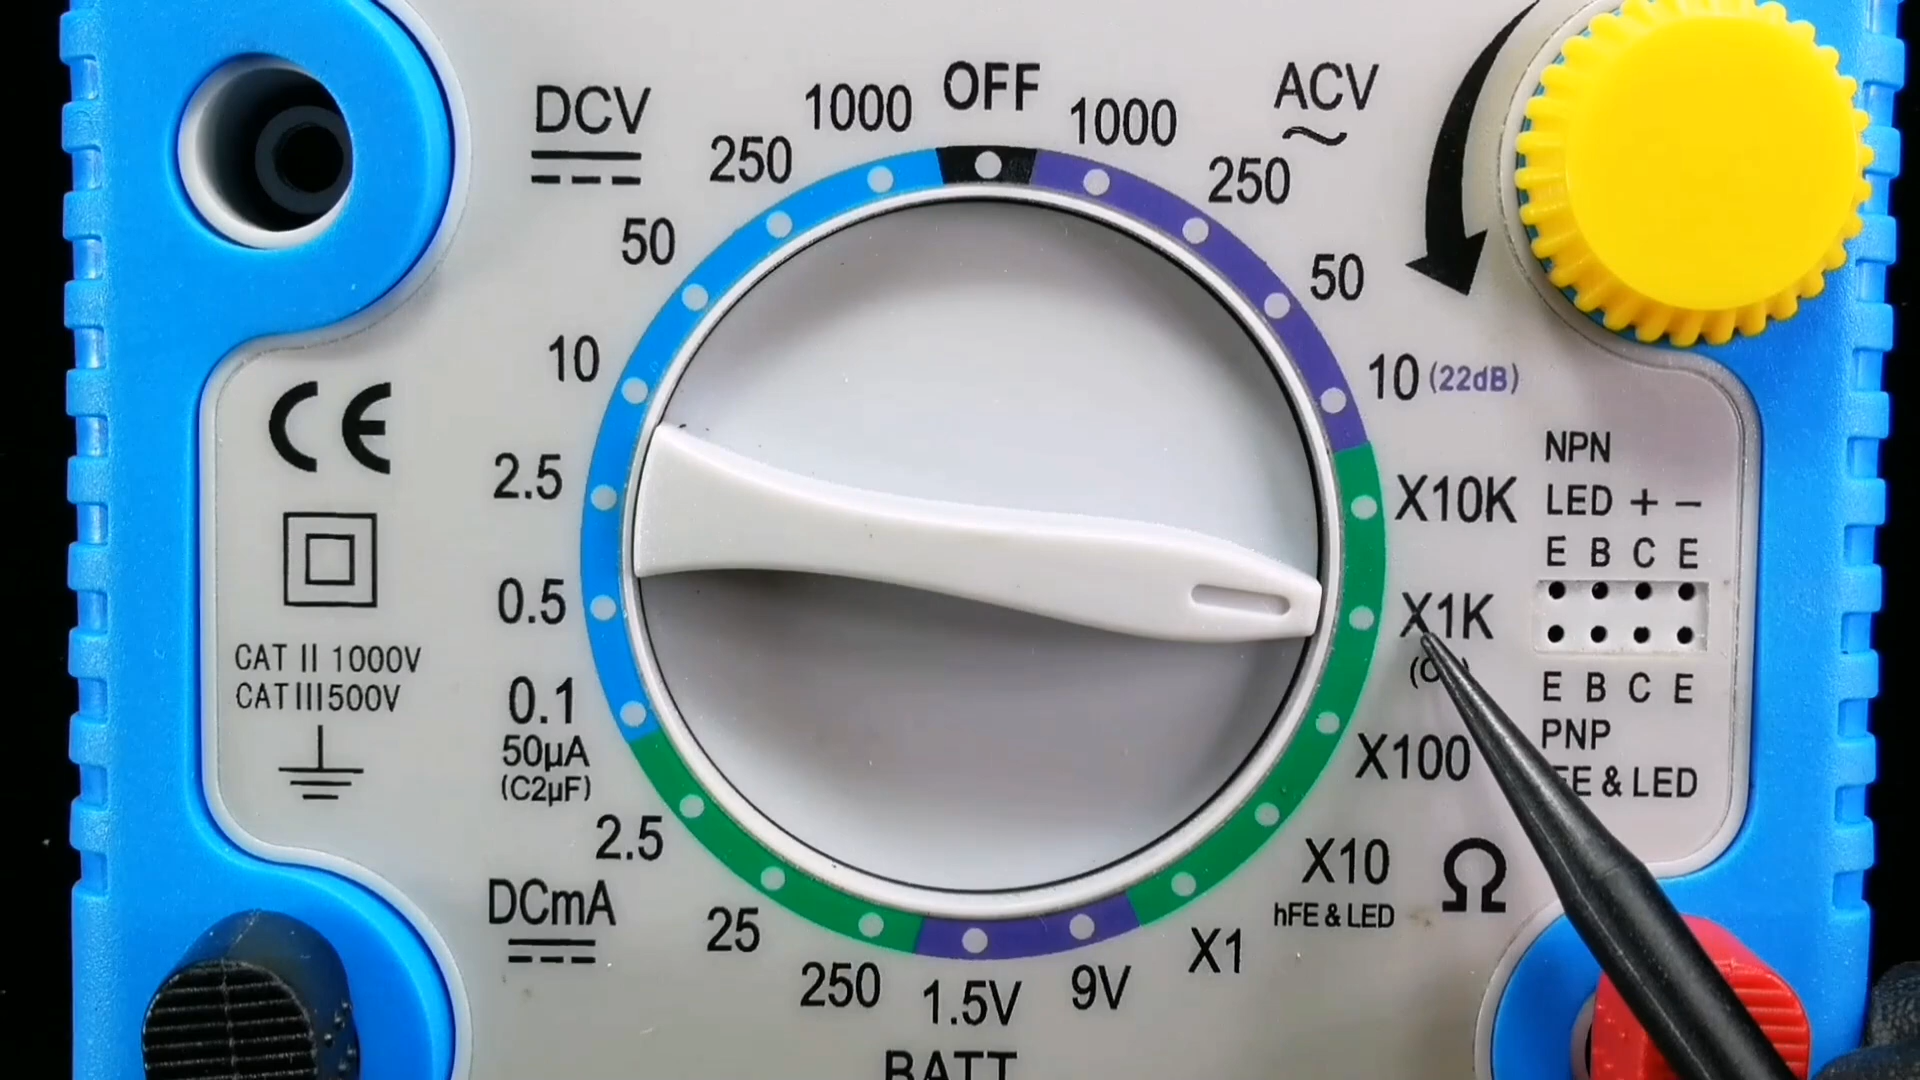 OFF
DCV
1000
250
50
10
2.5
0.5
0.1
50µA
(C2µF)
ACV
1000
250
50
10 (22dB)
X10K
X1K
X100
X10
hFE & LED
X1
Ω
DCmA
2.5
25
250
1.5V
9V
BATT
CE
CAT II 1000V
CAT III 500V
NPN
LED + −
E B C E
E B C E
PNP
& LED